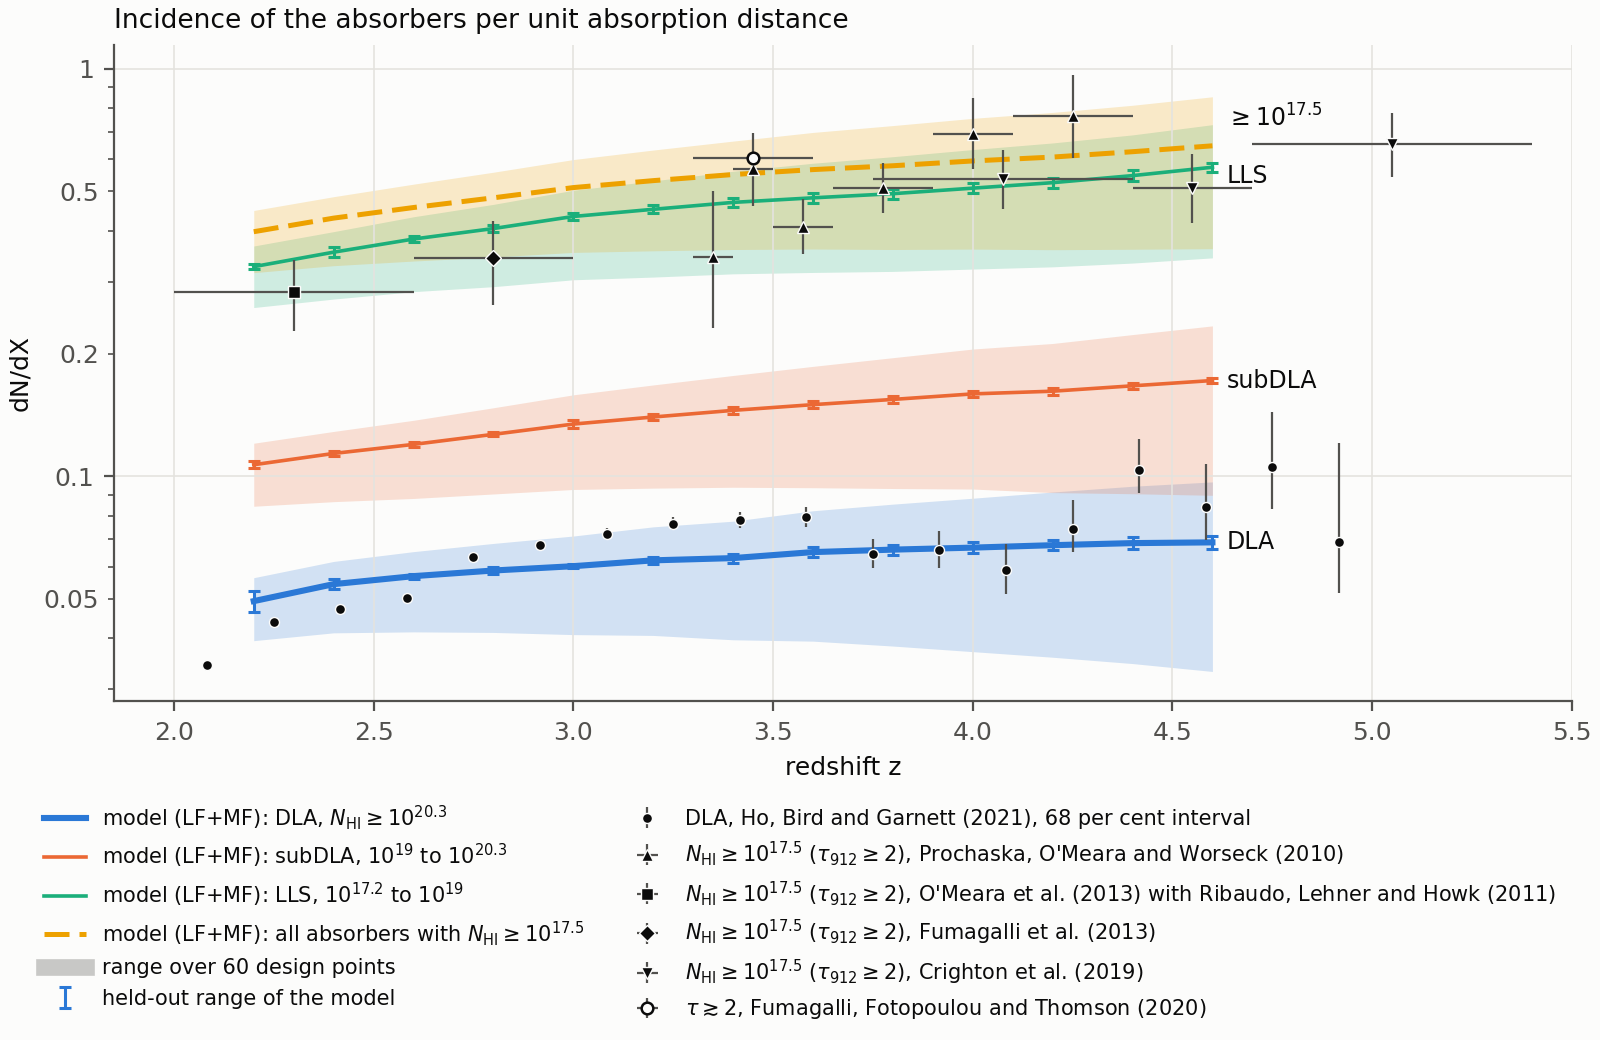 Incidence of the absorbers per unit absorption distance
1
0.5
0.2
0.1
0.05
dN/dX
≥ 10^17.5
LLS
subDLA
DLA
2.0 2.5 3.0 3.5 4.0 4.5 5.0 5.5
redshift z
model (LF+MF): DLA, N_HI ≥ 10^20.3
model (LF+MF): subDLA, 10^19 to 10^20.3
model (LF+MF): LLS, 10^17.2 to 10^19
model (LF+MF): all absorbers with N_HI ≥ 10^17.5
range over 60 design points
held-out range of the model
DLA, Ho, Bird and Garnett (2021), 68 per cent interval
N_HI ≥ 10^17.5 (τ_912 ≥ 2), Prochaska, O'Meara and Worseck (2010)
N_HI ≥ 10^17.5 (τ_912 ≥ 2), O'Meara et al. (2013) with Ribaudo, Lehner and Howk (2011)
N_HI ≥ 10^17.5 (τ_912 ≥ 2), Fumagalli et al. (2013)
N_HI ≥ 10^17.5 (τ_912 ≥ 2), Crighton et al. (2019)
τ ≳ 2, Fumagalli, Fotopoulou and Thomson (2020)